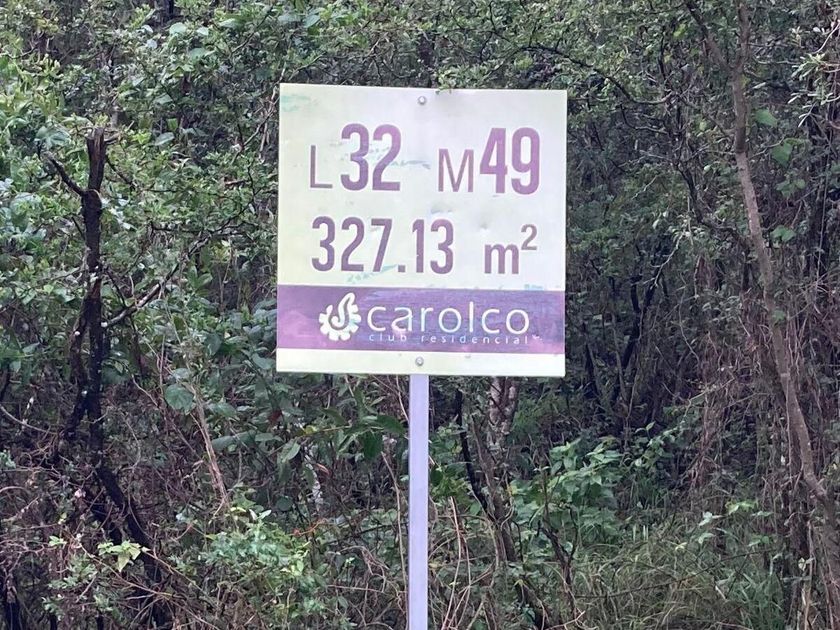 L32 M49
327.13 m²
carolco
club residencial